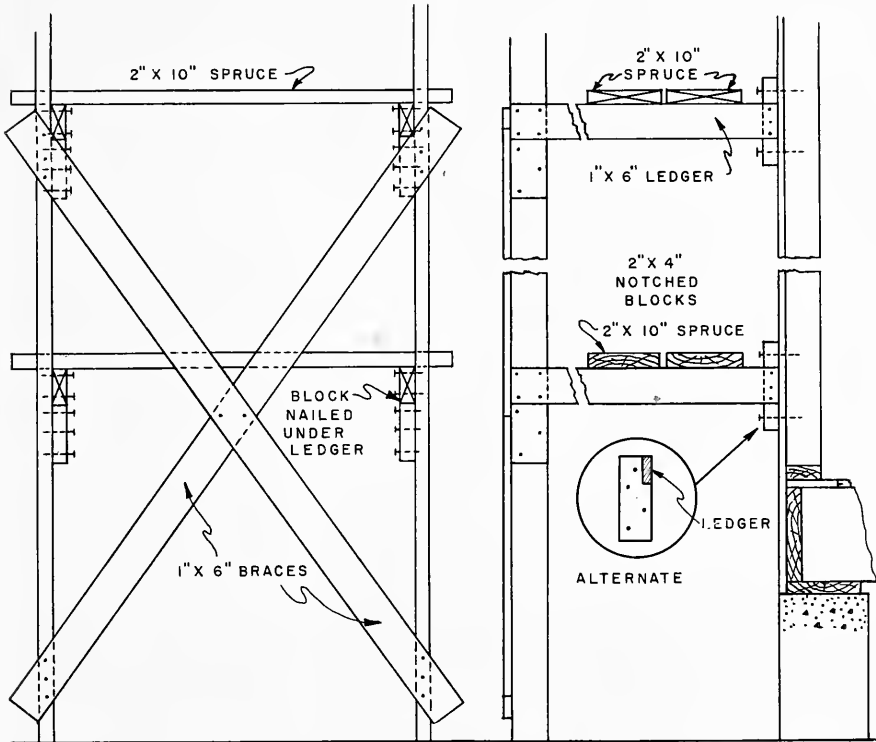 2" X 10" SPRUCE
BLOCK
NAILED
UNDER
LEDGER
1" X 6" BRACES
2" X 10"
SPRUCE
1" X 6" LEDGER
2" X 4"
NOTCHED
BLOCKS
2" X 10" SPRUCE
LEDGER
ALTERNATE